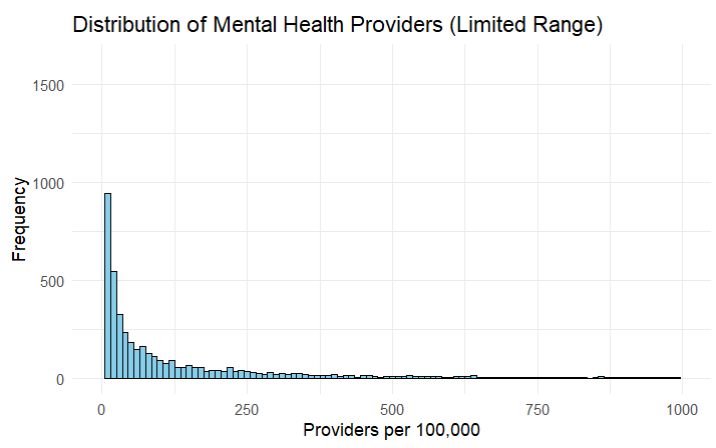 Distribution of Mental Health Providers (Limited Range)
1500
1000
500
0
Frequency
0 250 500 750 1000
Providers per 100,000